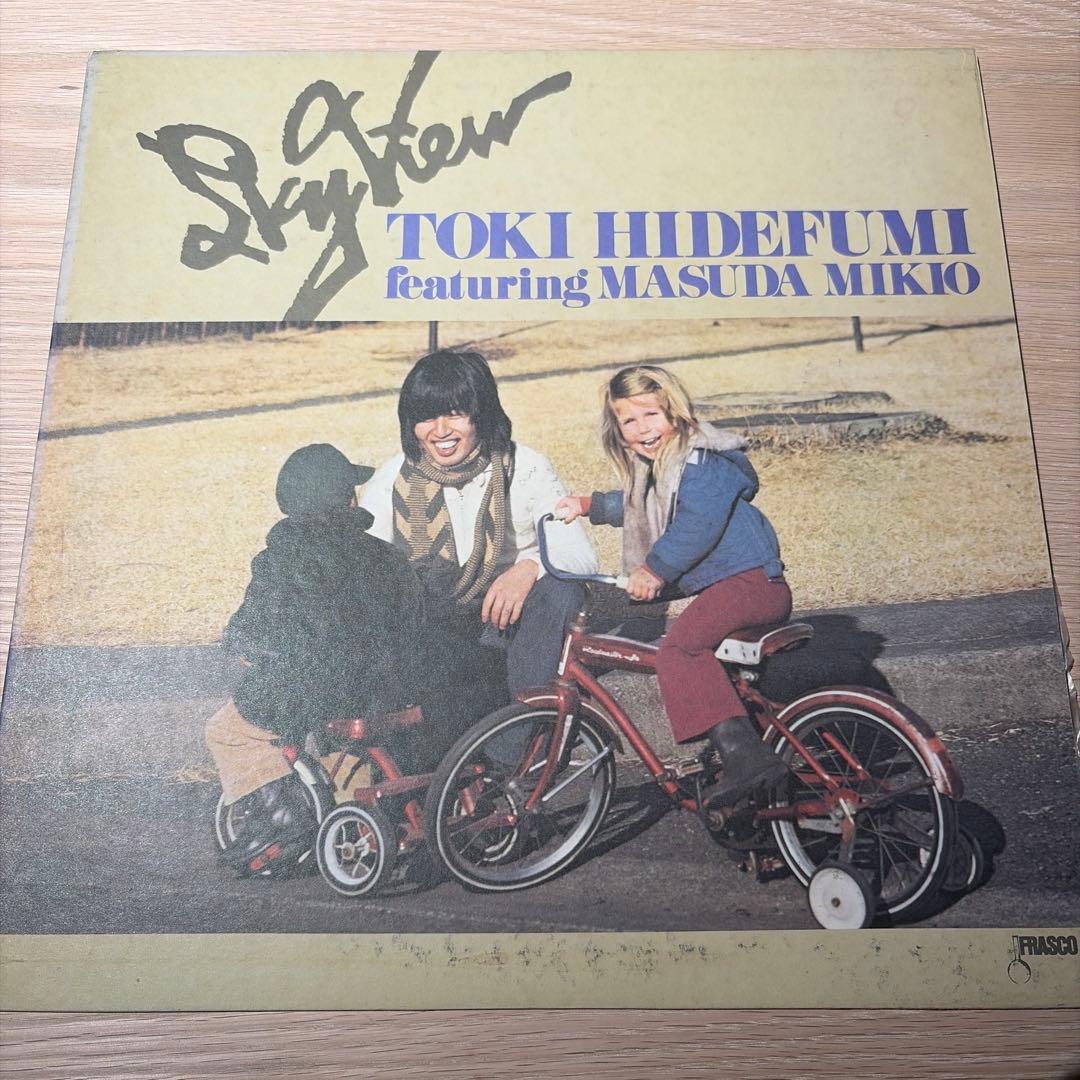 Sky View
TOKI HIDEFUMI
featuring MASUDA MIKIO
FRASCO